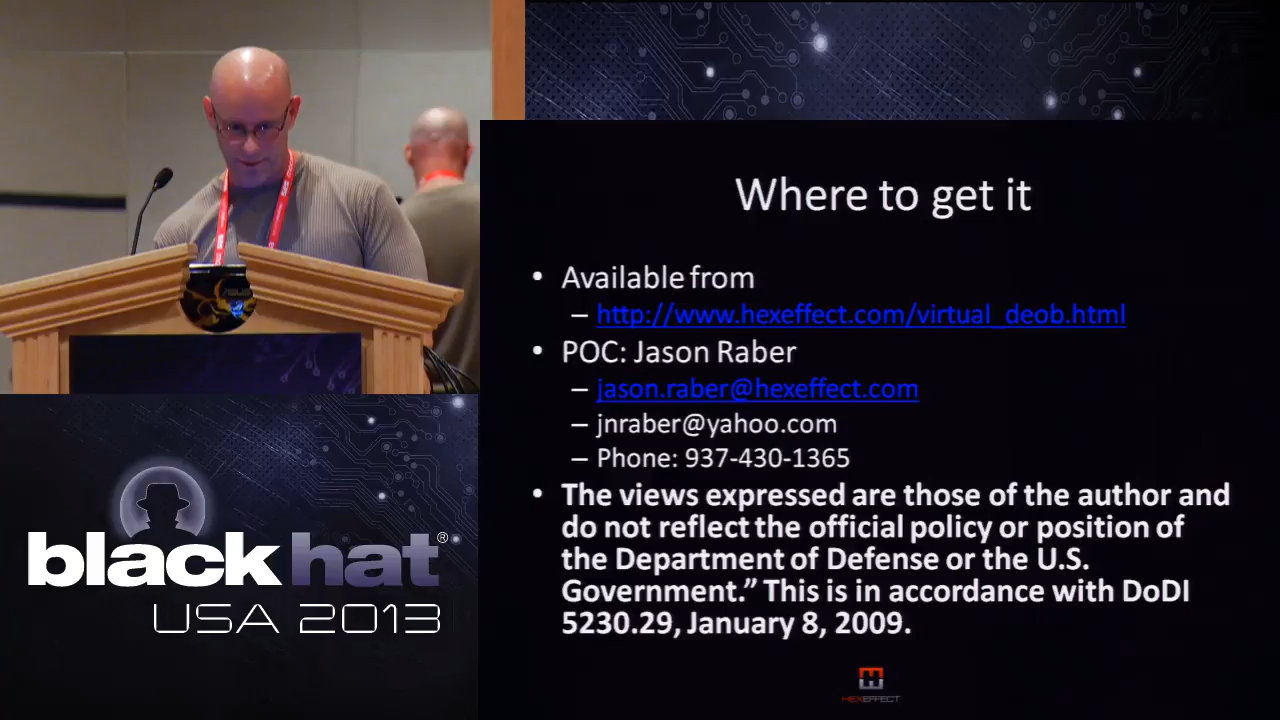 Where to get it
• Available from
– http://www.hexeffect.com/virtual_deob.html
• POC: Jason Raber
– jason.raber@hexeffect.com
– jnraber@yahoo.com
– Phone: 937-430-1365
• The views expressed are those of the author and
do not reflect the official policy or position of
the Department of Defense or the U.S.
Government.” This is in accordance with DoDI
5230.29, January 8, 2009.
HEXEFFECT
ASUS
black hat®
USA 2013